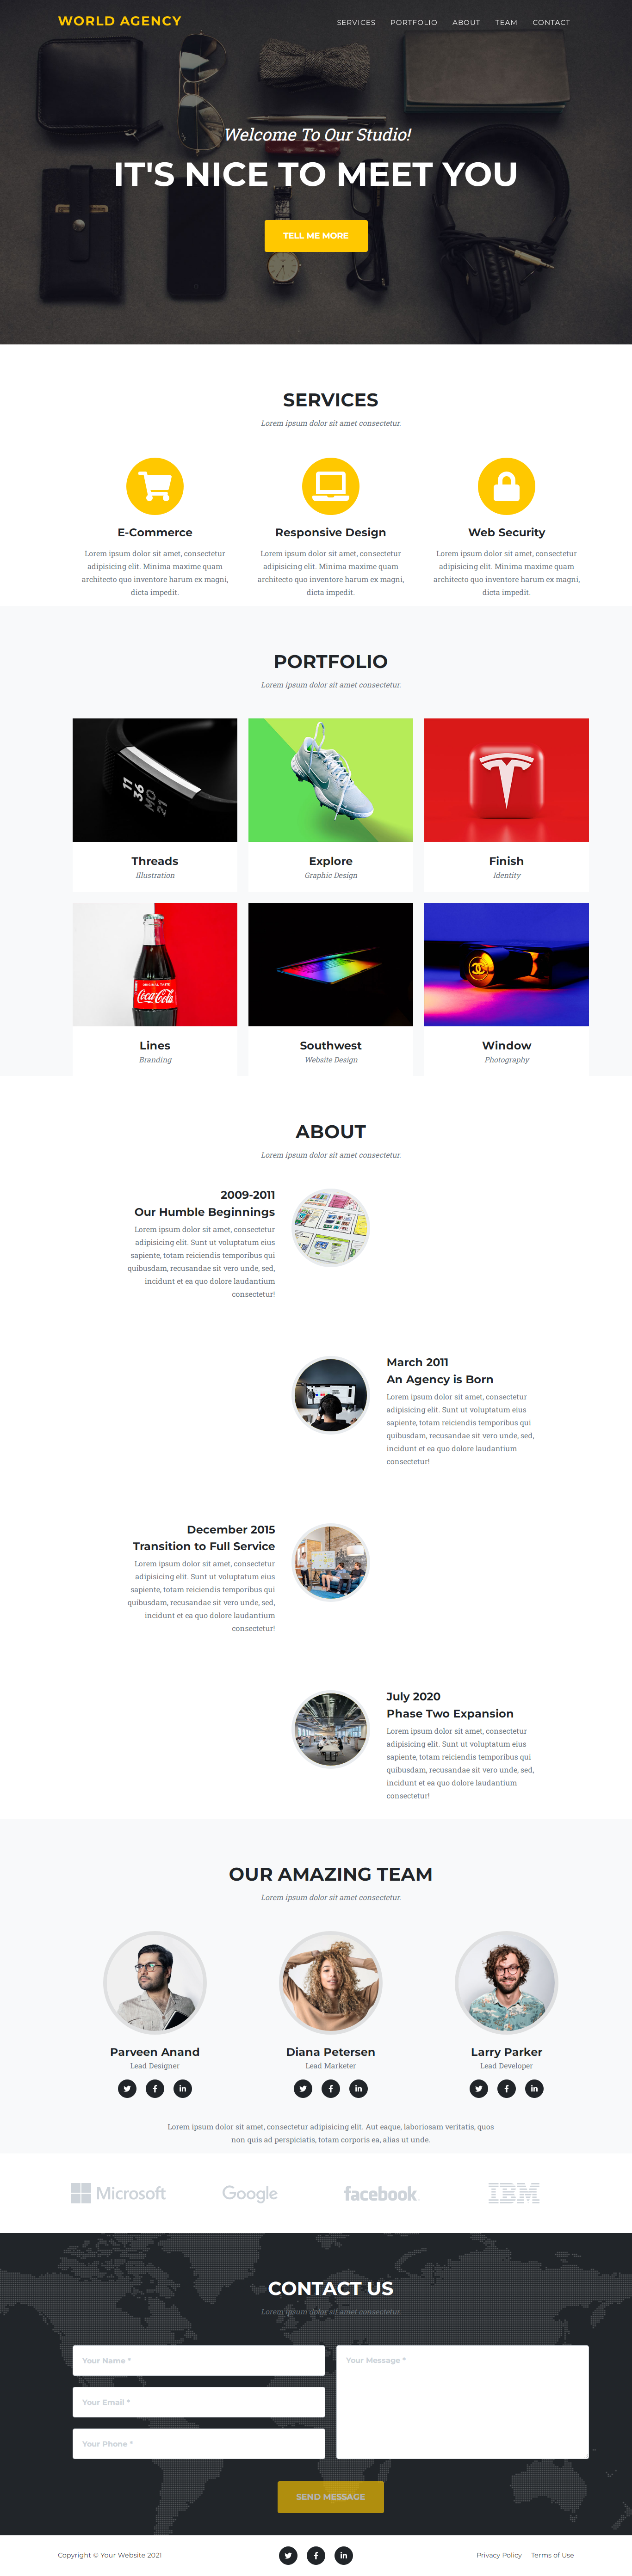 WORLD AGENCY
SERVICES PORTFOLIO ABOUT TEAM CONTACT
Welcome To Our Studio!
IT'S NICE TO MEET YOU
TELL ME MORE
SERVICES
Lorem ipsum dolor sit amet consectetur.
E-Commerce
Lorem ipsum dolor sit amet, consectetur
adipisicing elit. Minima maxime quam
architecto quo inventore harum ex magni,
dicta impedit.
Responsive Design
Lorem ipsum dolor sit amet, consectetur
adipisicing elit. Minima maxime quam
architecto quo inventore harum ex magni,
dicta impedit.
Web Security
Lorem ipsum dolor sit amet, consectetur
adipisicing elit. Minima maxime quam
architecto quo inventore harum ex magni,
dicta impedit.
PORTFOLIO
Lorem ipsum dolor sit amet consectetur.
11
36
MO
21
Threads
Illustration
Explore
Graphic Design
Finish
Identity
ORIGINAL TASTE
Coca-Cola
Lines
Branding
Southwest
Website Design
Window
Photography
ABOUT
Lorem ipsum dolor sit amet consectetur.
2009-2011
Our Humble Beginnings
Lorem ipsum dolor sit amet, consectetur
adipisicing elit. Sunt ut voluptatum eius
sapiente, totam reiciendis temporibus qui
quibusdam, recusandae sit vero unde, sed,
incidunt et ea quo dolore laudantium
consectetur!
March 2011
An Agency is Born
Lorem ipsum dolor sit amet, consectetur
adipisicing elit. Sunt ut voluptatum eius
sapiente, totam reiciendis temporibus qui
quibusdam, recusandae sit vero unde, sed,
incidunt et ea quo dolore laudantium
consectetur!
December 2015
Transition to Full Service
Lorem ipsum dolor sit amet, consectetur
adipisicing elit. Sunt ut voluptatum eius
sapiente, totam reiciendis temporibus qui
quibusdam, recusandae sit vero unde, sed,
incidunt et ea quo dolore laudantium
consectetur!
July 2020
Phase Two Expansion
Lorem ipsum dolor sit amet, consectetur
adipisicing elit. Sunt ut voluptatum eius
sapiente, totam reiciendis temporibus qui
quibusdam, recusandae sit vero unde, sed,
incidunt et ea quo dolore laudantium
consectetur!
OUR AMAZING TEAM
Lorem ipsum dolor sit amet consectetur.
Parveen Anand
Lead Designer
Diana Petersen
Lead Marketer
Larry Parker
Lead Developer
Lorem ipsum dolor sit amet, consectetur adipisicing elit. Aut eaque, laboriosam veritatis, quos
non quis ad perspiciatis, totam corporis ea, alias ut unde.
Microsoft Google facebook IBM
CONTACT US
Lorem ipsum dolor sit amet consectetur.
Your Name *
Your Email *
Your Phone *
Your Message *
SEND MESSAGE
Copyright © Your Website 2021
Privacy Policy Terms of Use